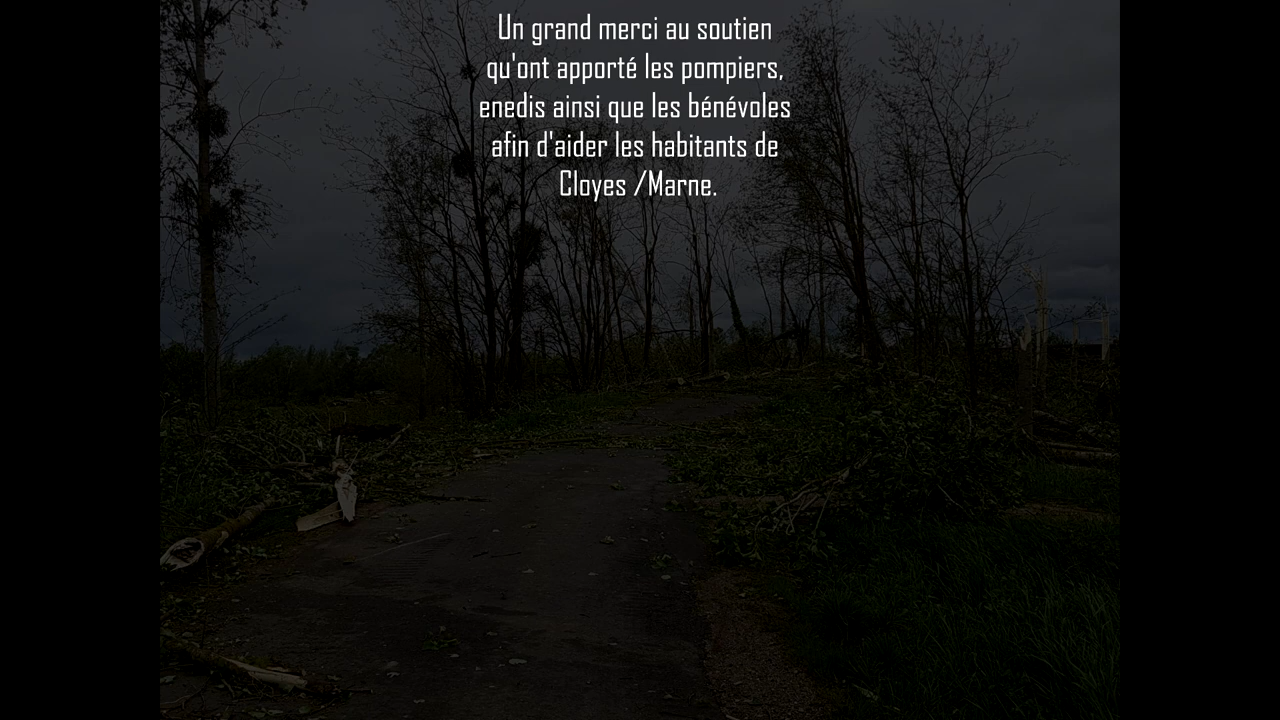 Un grand merci au soutien
qu'ont apporté les pompiers,
enedis ainsi que les bénévoles
afin d'aider les habitants de
Cloyes /Marne.